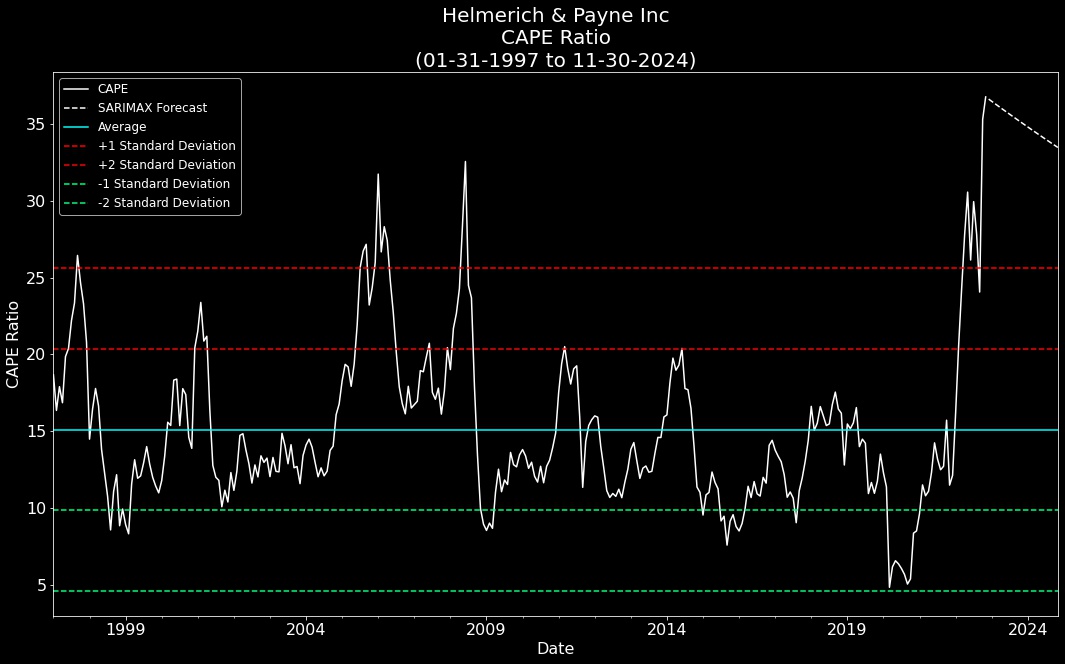 Helmerich & Payne Inc
CAPE Ratio
(01-31-1997 to 11-30-2024)
CAPE
SARIMAX Forecast
Average
+1 Standard Deviation
+2 Standard Deviation
-1 Standard Deviation
-2 Standard Deviation
CAPE Ratio
35
30
25
20
15
10
5
1999 2004 2009 2014 2019 2024
Date